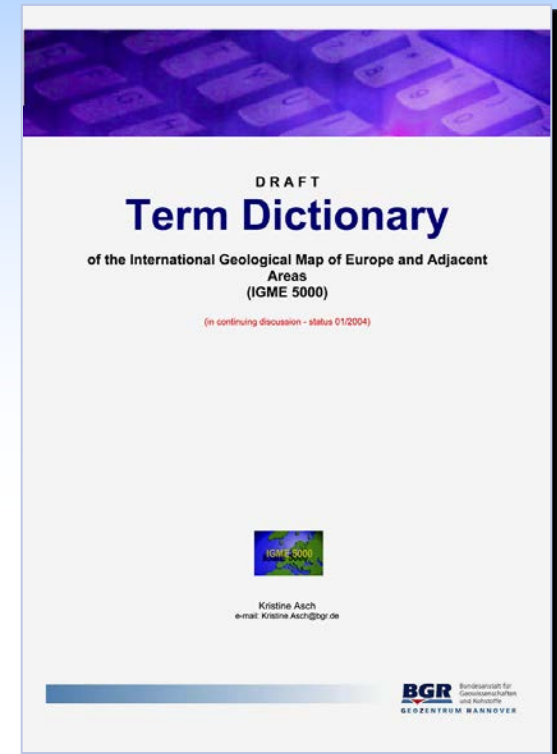 DRAFT
Term Dictionary
of the International Geological Map of Europe and Adjacent
Areas
(IGME 5000)
(in continuing discussion - status 01/2004)
IGME 5000
Kristine Asch
e-mail: Kristine.Asch@bgr.de
BGR
Bundesanstalt für
Geowissenschaften
und Rohstoffe
GEOZENTRUM HANNOVER